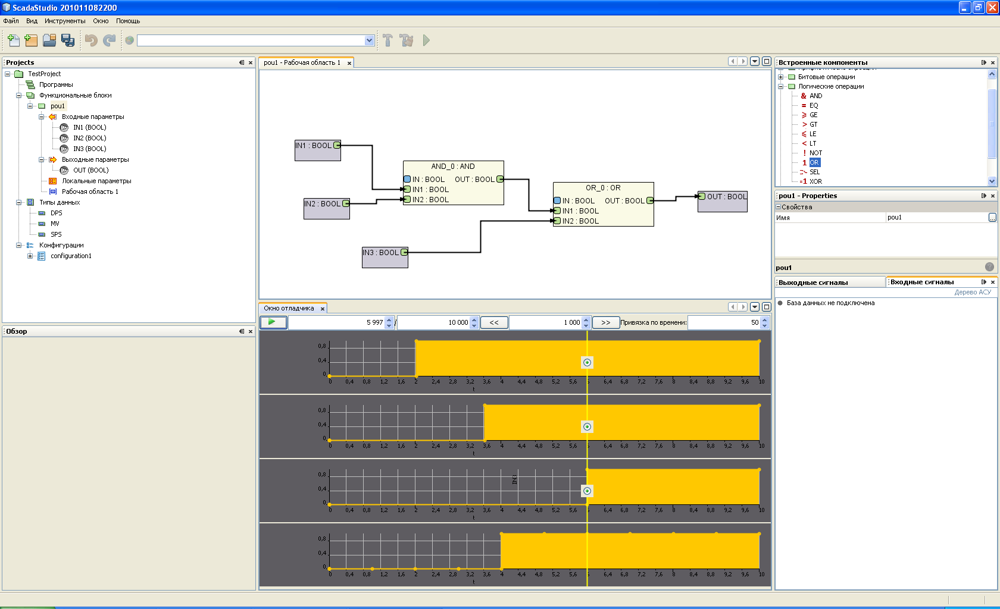 ScadaStudio 201011082200
Файл Вид Инструменты Окно Помощь
Projects
TestProject
Программы
Функциональные блоки
pou1
Входные параметры
IN1 (BOOL)
IN2 (BOOL)
IN3 (BOOL)
Выходные параметры
OUT (BOOL)
Локальные параметры
Рабочая область 1
Типы данных
DPS
MV
SPS
Конфигурации
configuration1
Обзор
pou1 - Рабочая область 1
IN1 : BOOL
AND_0 : AND
IN : BOOL OUT : BOOL
IN1 : BOOL
IN2 : BOOL
IN2 : BOOL
OR_0 : OR
IN : BOOL OUT : BOOL
IN1 : BOOL
IN2 : BOOL
OUT : BOOL
IN3 : BOOL
Окно отладчика
5 997 / 10 000 << 1 000 >> Привязка по времени: 50
0,8
0,4
0
0 0,4 0,8 1,2 1,6 2 2,4 2,8 3,2 3,6 4 4,4 4,8 5,2 5,6 6,4 6,8 7,2 7,6 8 8,4 8,8 9,2 9,6 10
t
0,8
0,4
0
0 0,4 0,8 1,2 1,6 2 2,4 2,8 3,2 3,6 4 4,4 4,8 5,2 5,6 6,4 6,8 7,2 7,6 8 8,4 8,8 9,2 9,6 10
t
0,8
0,4
0
IN3
0 0,4 0,8 1,2 1,6 2 2,4 2,8 3,2 3,6 4 4,4 4,8 5,2 5,6 6,4 6,8 7,2 7,6 8 8,4 8,8 9,2 9,6 10
t
0,8
0,4
0
0 0,4 0,8 1,2 1,6 2 2,4 2,8 3,2 3,6 4 4,4 4,8 5,2 5,6 6,4 6,8 7,2 7,6 8 8,4 8,8 9,2 9,6 10
t
Встроенные компоненты
Битовые операции
Логические операции
& AND
= EQ
⩾ GE
> GT
⩽ LE
< LT
! NOT
1 OR
SEL
=1 XOR
pou1 - Properties
Свойства
Имя pou1 ...
pou1 ?
Выходные сигналы
Входные сигналы
Дерево АСУ
База данных не подключена